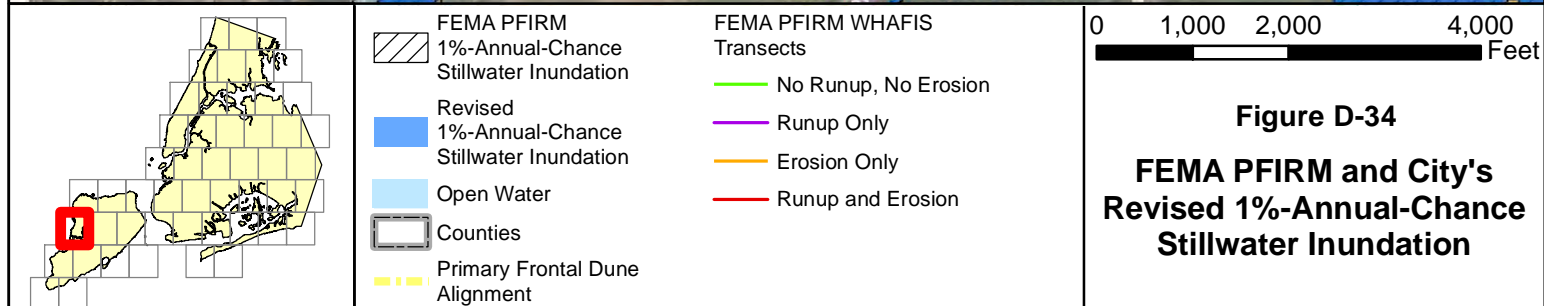 FEMA PFIRM
1%-Annual-Chance
Stillwater Inundation
Revised
1%-Annual-Chance
Stillwater Inundation
Open Water
Counties
Primary Frontal Dune
Alignment
FEMA PFIRM WHAFIS
Transects
No Runup, No Erosion
Runup Only
Erosion Only
Runup and Erosion
0 1,000 2,000 4,000
Feet
Figure D-34
FEMA PFIRM and City's
Revised 1%-Annual-Chance
Stillwater Inundation